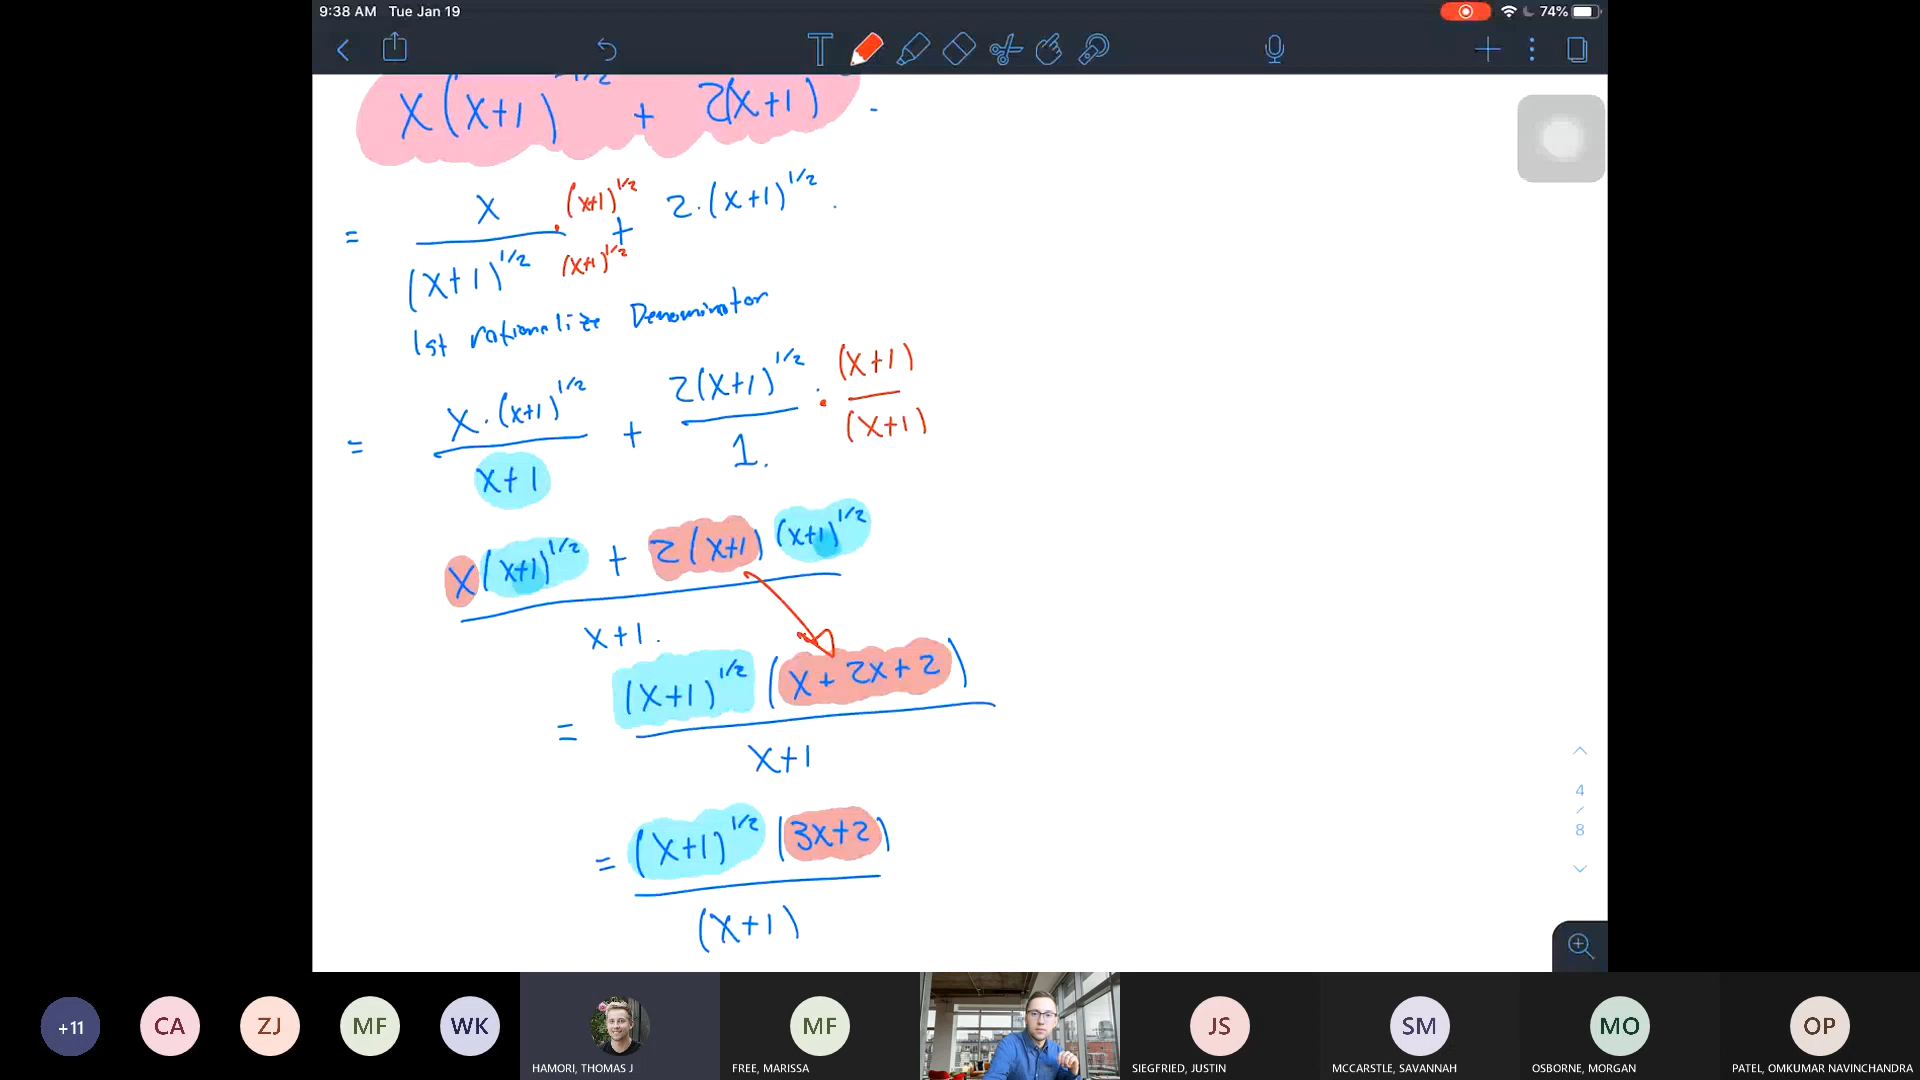 9:38 AM Tue Jan 19 74%
x(x+1)^-1/2 + 2(x+1)
= x/(x+1)^1/2 · (x+1)^1/2/(x+1)^1/2 + 2·(x+1)^1/2.
1st rationalize Denominator
= x·(x+1)^1/2/x+1 + 2(x+1)^1/2/1. · (x+1)/(x+1)
x(x+1)^1/2 + 2(x+1)(x+1)^1/2
x+1.
= (x+1)^1/2 (x+2x+2)
x+1
= (x+1)^1/2 (3x+2)
(x+1)
4
/
8
+11
CA
ZJ
MF
WK
HAMORI, THOMAS J
MF
FREE, MARISSA
JS
SIEGFRIED, JUSTIN
SM
MCCARSTLE, SAVANNAH
MO
OSBORNE, MORGAN
OP
PATEL, OMKUMAR NAVINCHANDRA